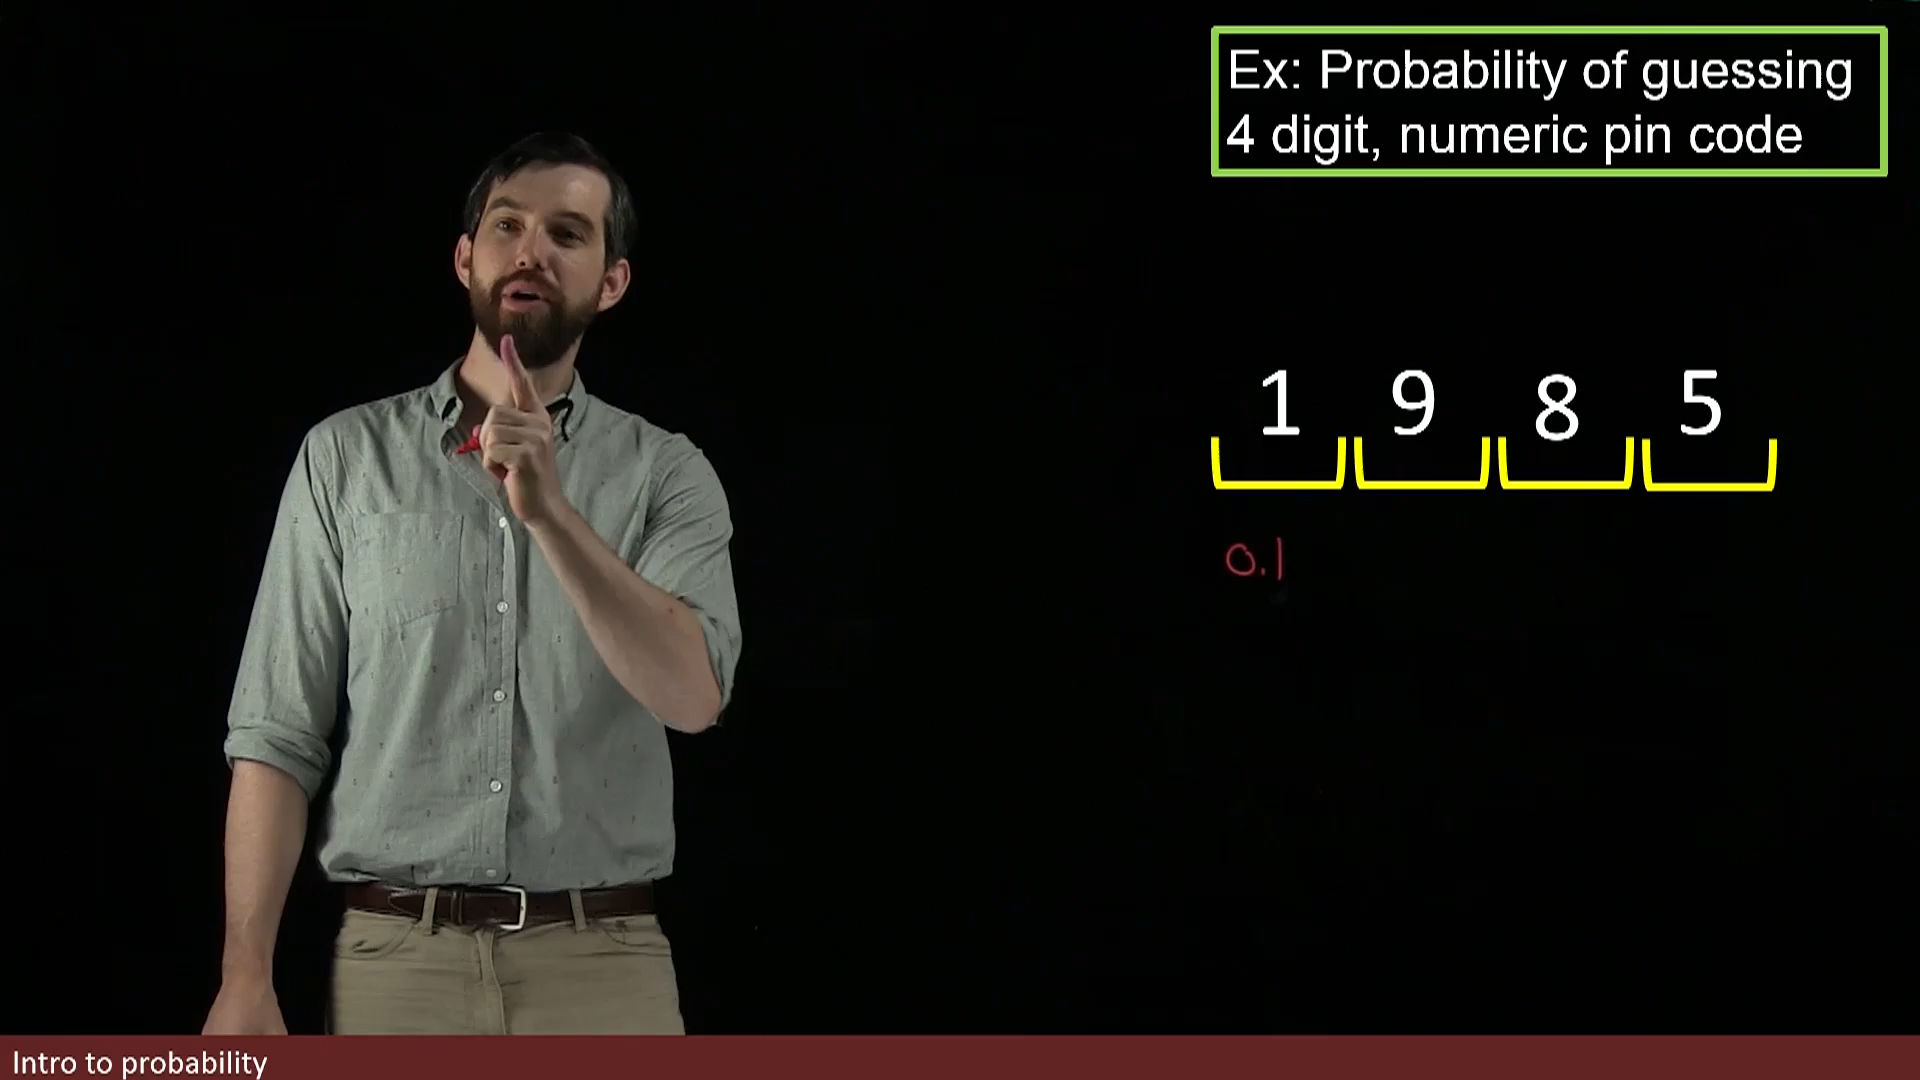 Ex: Probability of guessing
4 digit, numeric pin code
1 9 8 5
0.1
Intro to probability